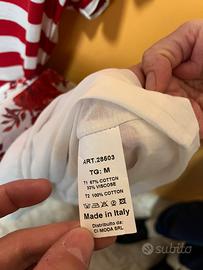 ART.28503
TG: M
T1 67% COTTON
33% VISCOSE
T2 100% COTTON
Made in Italy
Distribuito da:
CI MODA SRL
subito